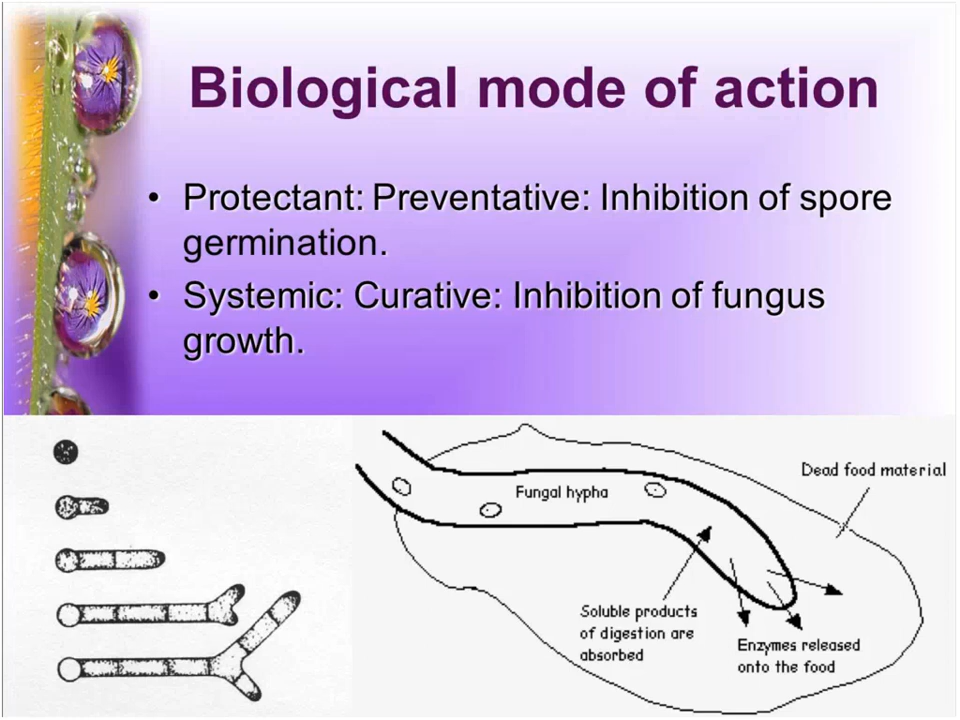 Biological mode of action
• Protectant: Preventative: Inhibition of spore
germination.
• Systemic: Curative: Inhibition of fungus
growth.
Dead food material
Fungal hypha
Soluble products
of digestion are
absorbed
Enzymes released
onto the food